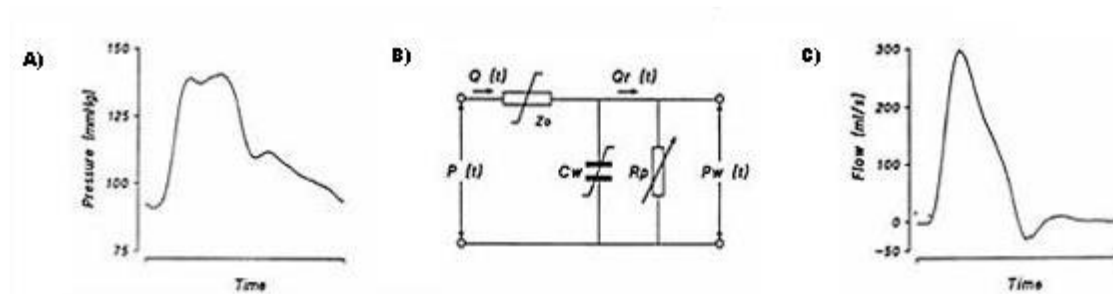 A)
150
125
100
75
Pressure (mmHg)
Time
B)
Q (t)
Qr (t)
Zo
P (t)
Cw
Rp
Pw (t)
C)
300
200
100
0
-50
Flow (ml/s)
Time